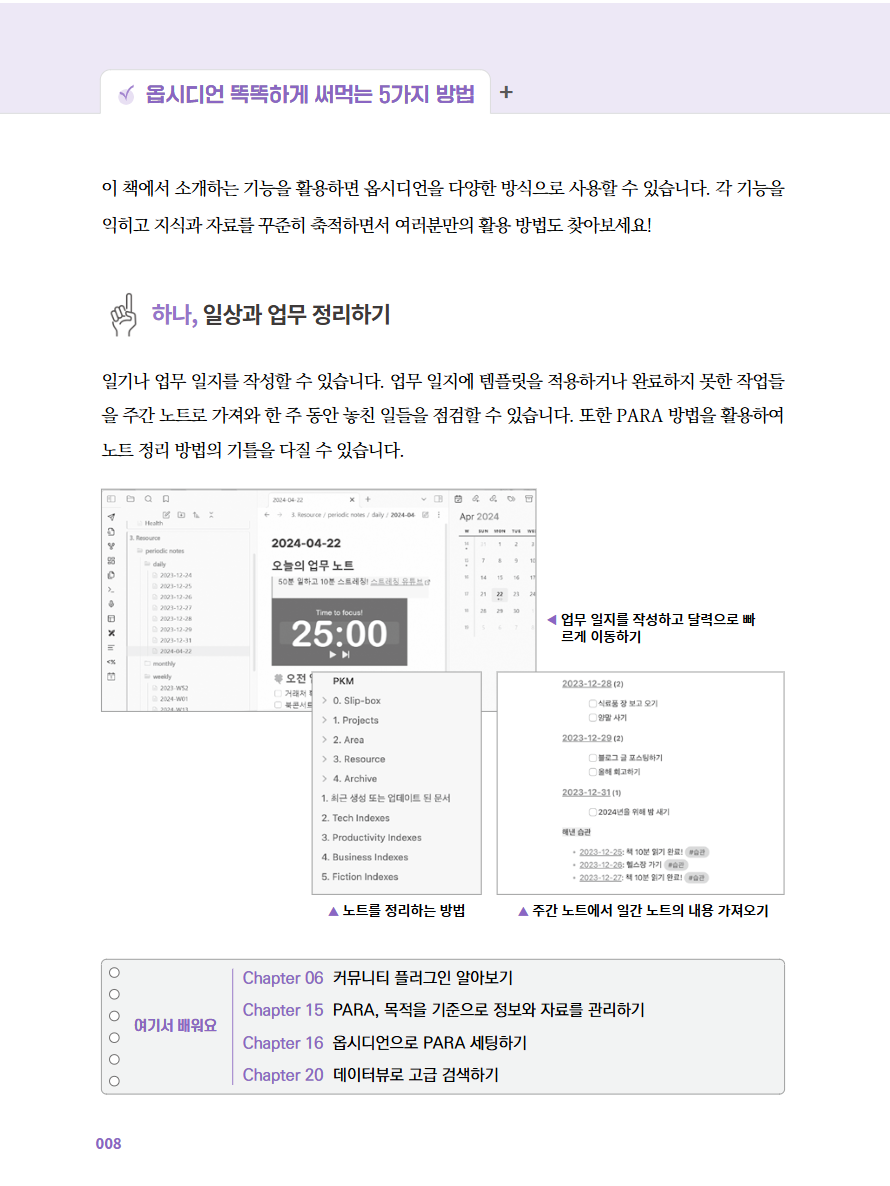 옵시디언 똑똑하게 써먹는 5가지 방법 +
이 책에서 소개하는 기능을 활용하면 옵시디언을 다양한 방식으로 사용할 수 있습니다. 각 기능을
익히고 지식과 자료를 꾸준히 축적하면서 여러분만의 활용 방법도 찾아보세요!
하나, 일상과 업무 정리하기
일기나 업무 일지를 작성할 수 있습니다. 업무 일지에 템플릿을 적용하거나 완료하지 못한 작업들
을 주간 노트로 가져와 한 주 동안 놓친 일들을 점검할 수 있습니다. 또한 PARA 방법을 활용하여
노트 정리 방법의 기틀을 다질 수 있습니다.
Health
3. Resource
periodic notes
daily
2023-12-24
2023-12-25
2023-12-26
2023-12-27
2023-12-28
2023-12-29
2023-12-31
2024-04-22
monthly
weekly
2023-W52
2024-W01
2024-W13
2024-04-22
3. Resource / periodic notes / daily / 2024-04-
2024-04-22
오늘의 업무 노트
50분 일하고 10분 스트레칭! 스트레칭 유튜브
Time to focus!
25:00
오전
거래처
북콘서트
Apr 2024
W SUN MON TUE WE
1 2 3
7 8 9 10
14 15 16 17
21 22 23 24
28 29 30
◀ 업무 일지를 작성하고 달력으로 빠
르게 이동하기
PKM
> 0. Slip-box
> 1. Projects
> 2. Area
> 3. Resource
> 4. Archive
1. 최근 생성 또는 업데이트 된 문서
2. Tech Indexes
3. Productivity Indexes
4. Business Indexes
5. Fiction Indexes
▲ 노트를 정리하는 방법
2023-12-28 (2)
식료품 장 보고 오기
양말 사기
2023-12-29 (2)
블로그 글 포스팅하기
올해 회고하기
2023-12-31 (1)
2024년을 위해 밤 새기
해낸 습관
• 2023-12-25: 책 10분 읽기 완료! #습관
• 2023-12-26: 헬스장 가기 #습관
• 2023-12-27: 책 10분 읽기 완료! #습관
▲ 주간 노트에서 일간 노트의 내용 가져오기
여기서 배워요
Chapter 06 커뮤니티 플러그인 알아보기
Chapter 15 PARA, 목적을 기준으로 정보와 자료를 관리하기
Chapter 16 옵시디언으로 PARA 세팅하기
Chapter 20 데이터뷰로 고급 검색하기
008